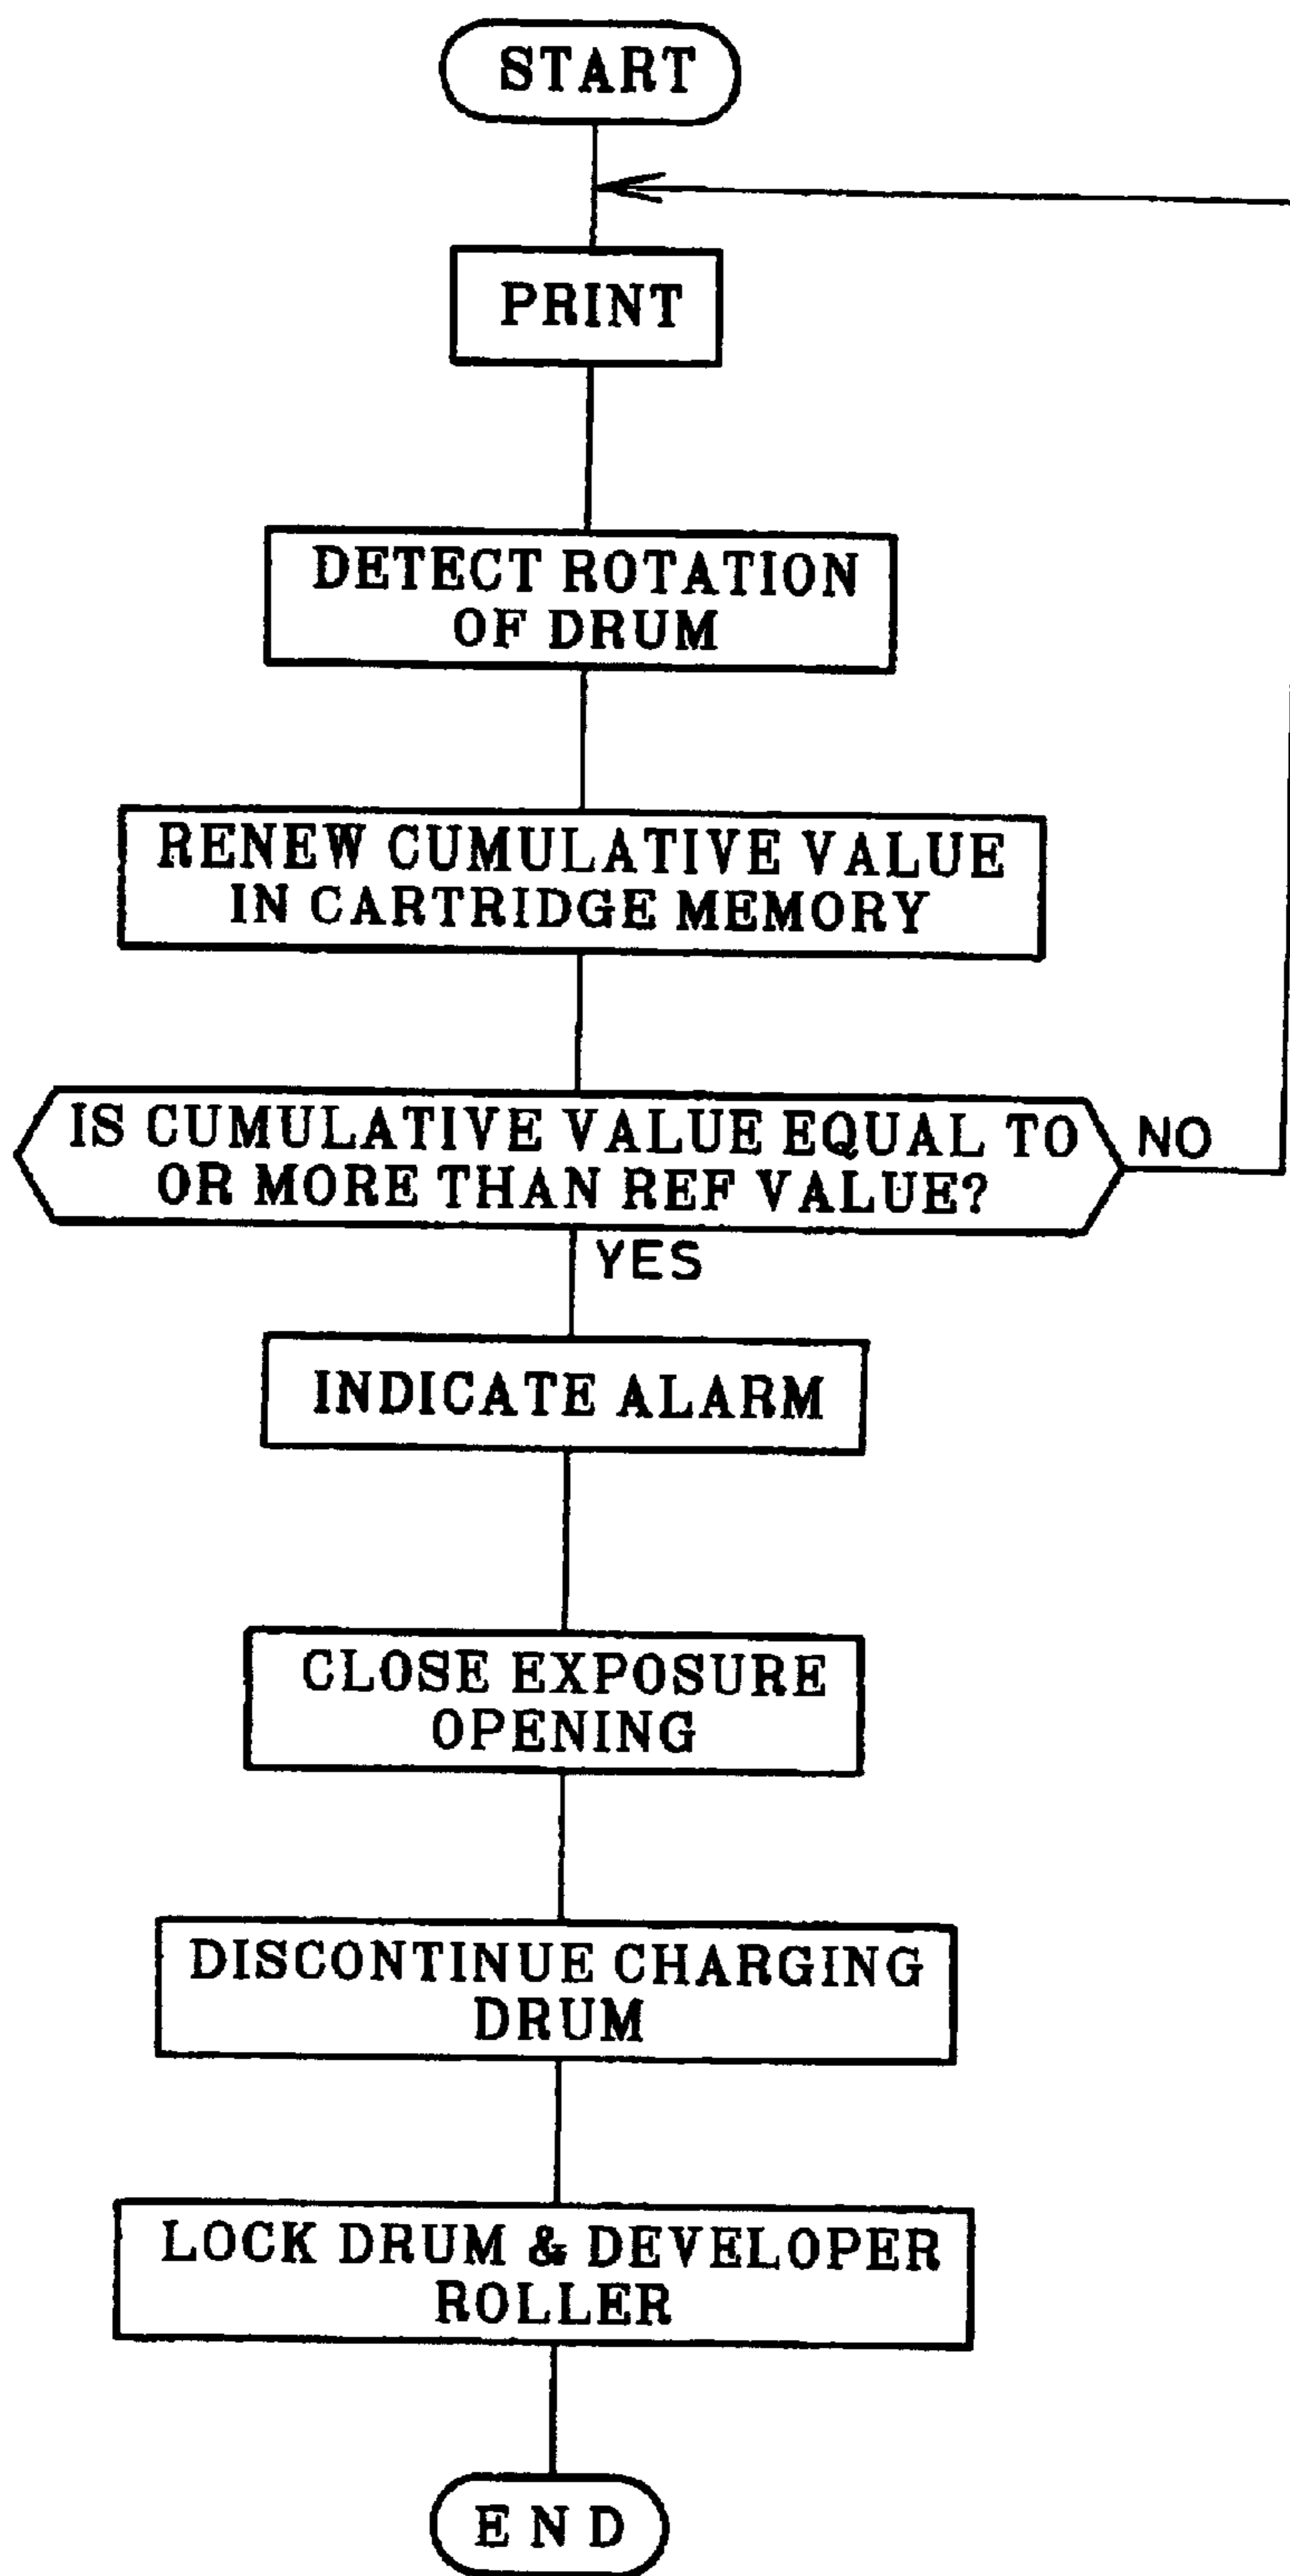 START
PRINT
DETECT ROTATION
OF DRUM
RENEW CUMULATIVE VALUE
IN CARTRIDGE MEMORY
IS CUMULATIVE VALUE EQUAL TO
OR MORE THAN REF VALUE?
NO
YES
INDICATE ALARM
CLOSE EXPOSURE
OPENING
DISCONTINUE CHARGING
DRUM
LOCK DRUM & DEVELOPER
ROLLER
END